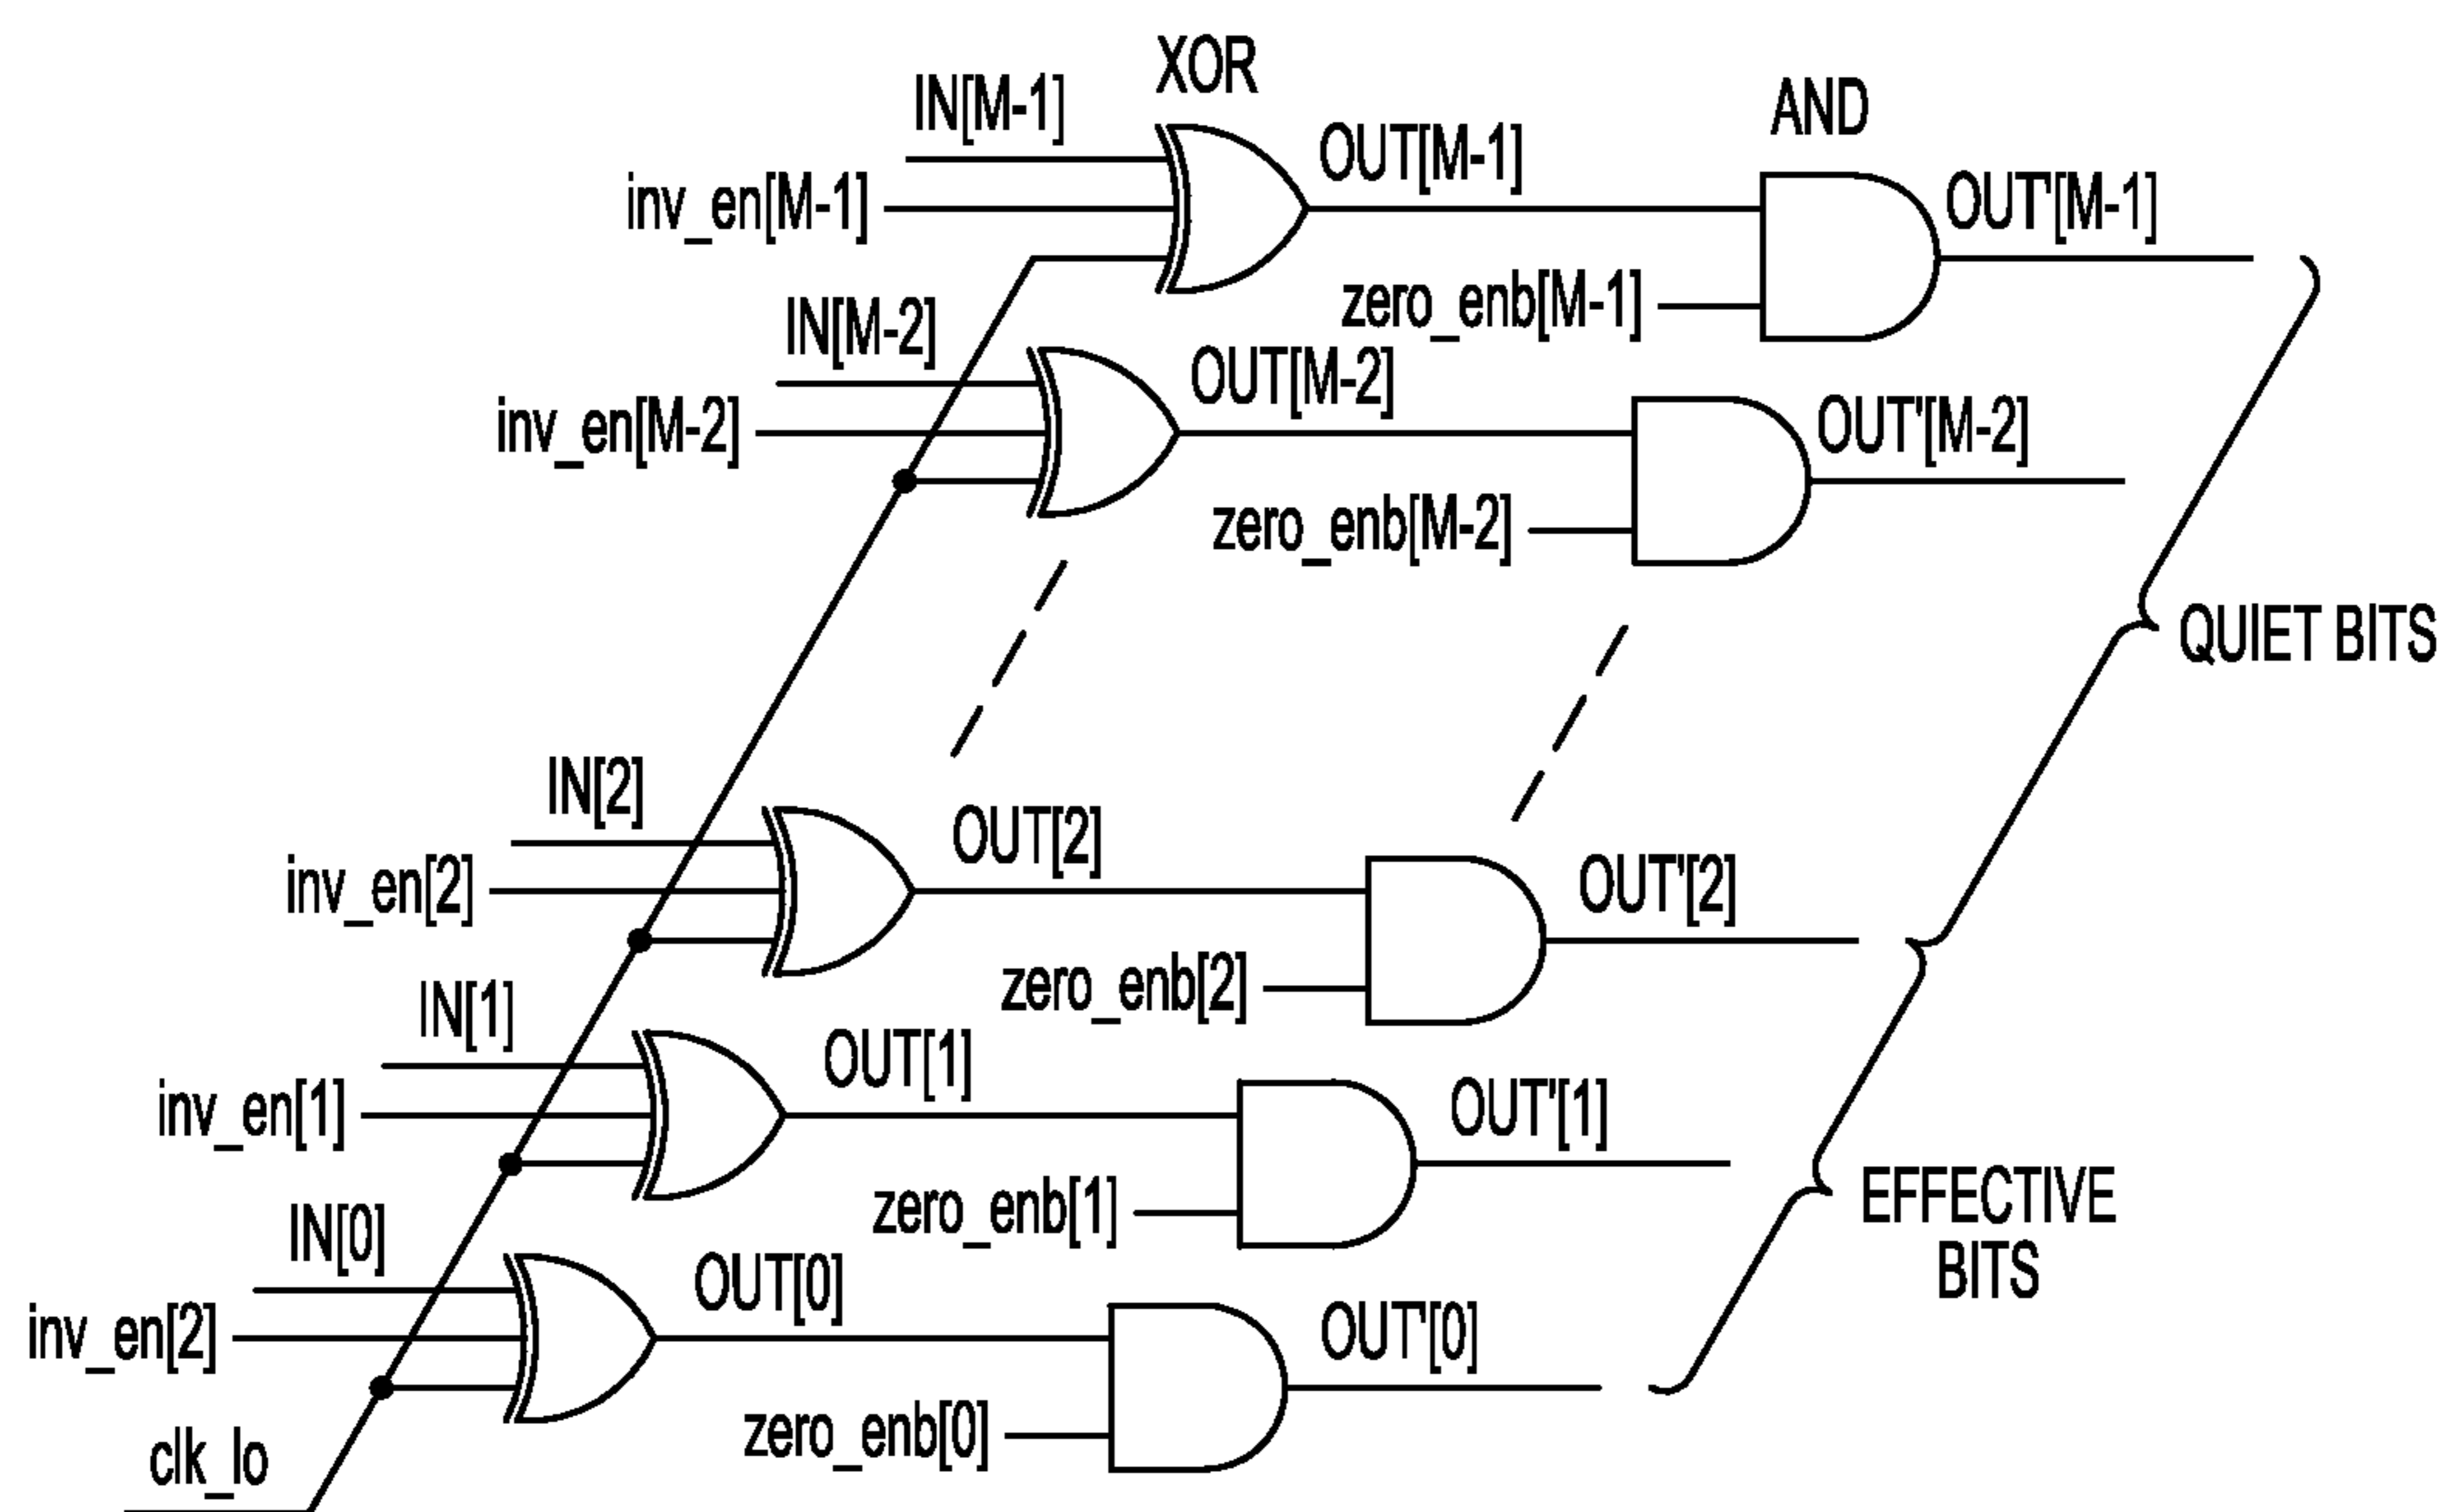 XOR
AND
IN[M-1]
OUT[M-1]
inv_en[M-1]
OUT'[M-1]
zero_enb[M-1]
IN[M-2]
OUT[M-2]
inv_en[M-2]
OUT'[M-2]
zero_enb[M-2]
QUIET BITS
IN[2]
OUT[2]
inv_en[2]
OUT'[2]
zero_enb[2]
IN[1]
OUT[1]
inv_en[1]
OUT'[1]
zero_enb[1]
EFFECTIVE
BITS
IN[0]
OUT[0]
inv_en[2]
OUT'[0]
zero_enb[0]
clk_lo